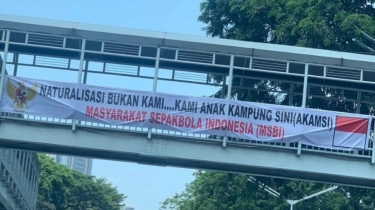 NATURALISASI BUKAN KAMI....KAMI ANAK KAMPUNG SINI(AKAMSI)
MASYARAKAT SEPAKBOLA INDONESIA (MSBI)